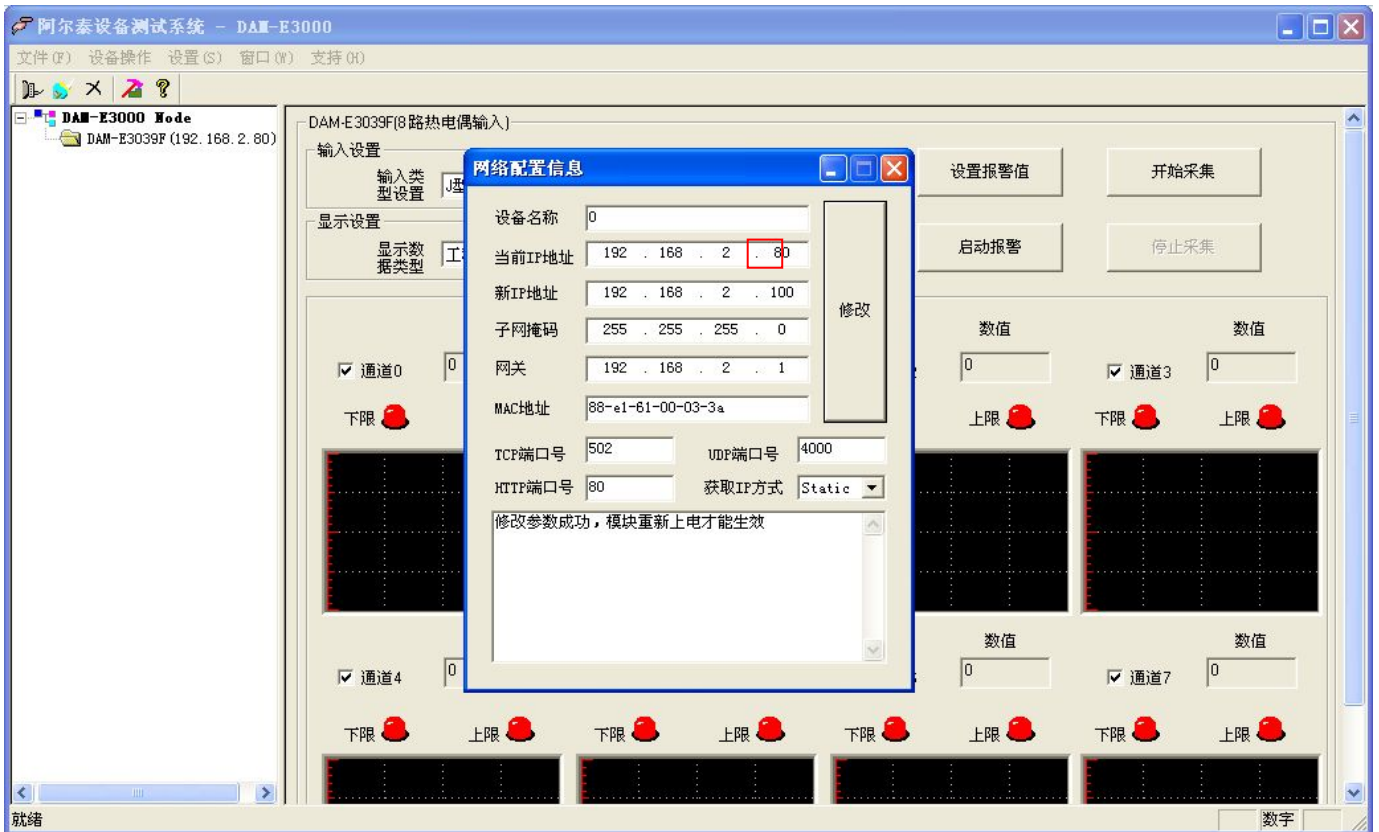 阿尔泰设备测试系统 - DAM-E3000
文件(F) 设备操作 设置(S) 窗口(W) 支持(H)
DAM-E3000 Node
DAM-E3039F(192.168.2.80)
DAM-E3039F(8路热电偶输入)
输入设置
输入类
型设置
设置报警值
开始采集
显示设置
显示数
据类型
启动报警
停止采集
网络配置信息
设备名称 0
当前IP地址 192 . 168 . 2 . 80
新IP地址 192 . 168 . 2 . 100
子网掩码 255 . 255 . 255 . 0
网关 192 . 168 . 2 . 1
MAC地址 88-e1-61-00-03-3a
修改
TCP端口号 502 UDP端口号 4000
HTTP端口号 80 获取IP方式 Static
修改参数成功，模块重新上电才能生效
数值 数值
通道0 0 0 通道3 0
下限 上限 下限 上限
数值 数值
通道4 0 0 通道7 0
下限 上限 下限 上限 下限 上限 下限 上限
就绪 数字